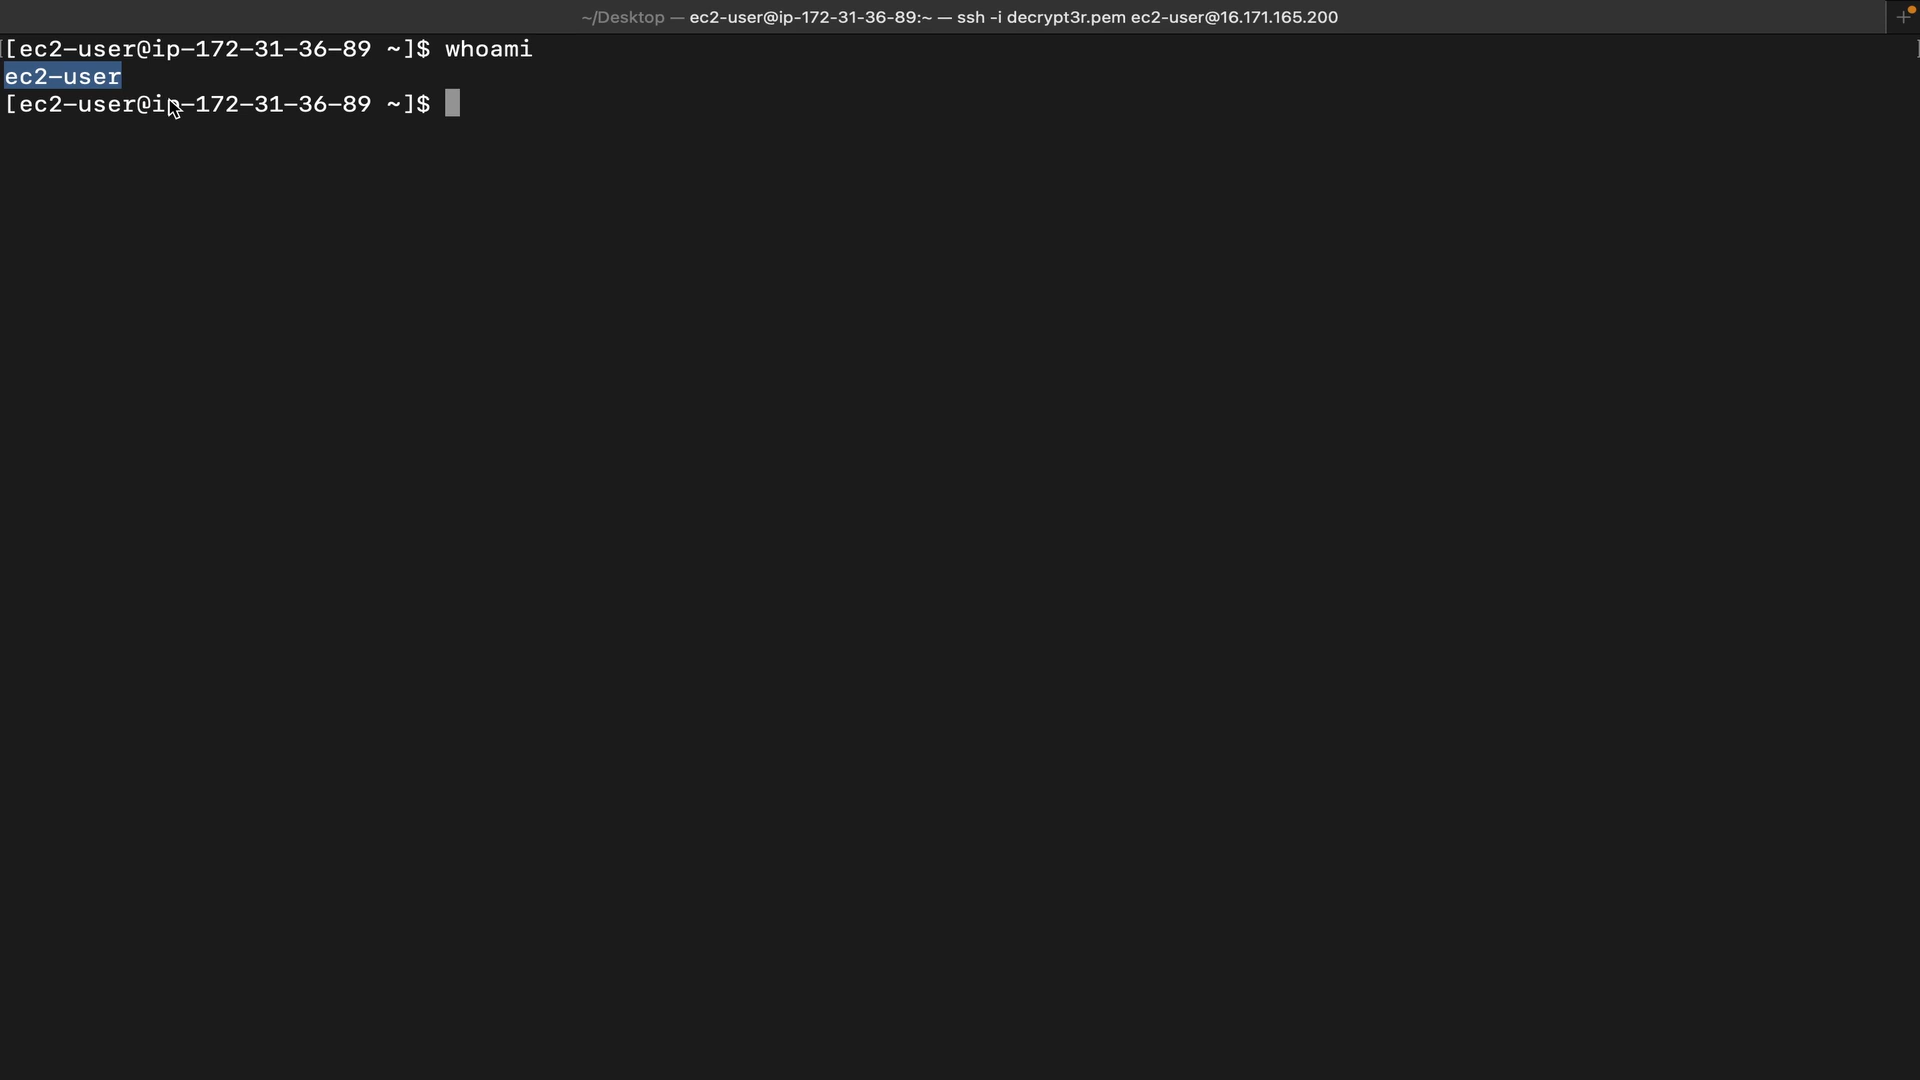 ~/Desktop — ec2-user@ip-172-31-36-89:~ — ssh -i decrypt3r.pem ec2-user@16.171.165.200
[ec2-user@ip-172-31-36-89 ~]$ whoami
ec2-user
[ec2-user@ip-172-31-36-89 ~]$